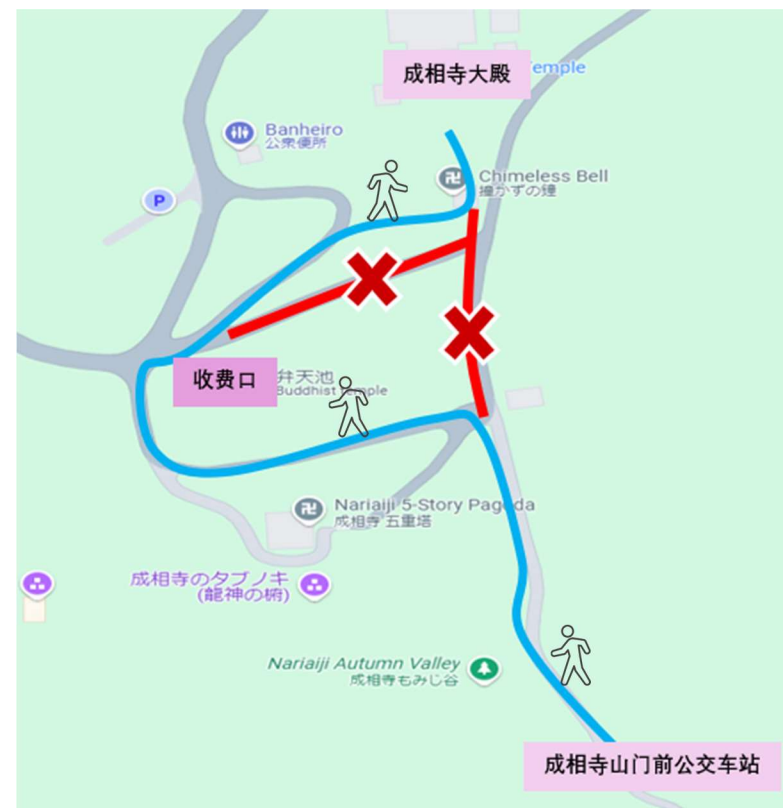 成相寺大殿
emple
Banheiro
公衆便所
P
Chimeless Bell
撞かずの鐘
收费口
弁天池
Buddhist Temple
Nariaiji 5-Story Pagoda
成相寺 五重塔
成相寺のタブノキ
(龍神の楠)
Nariaiji Autumn Valley
成相寺もみじ谷
成相寺山门前公交车站